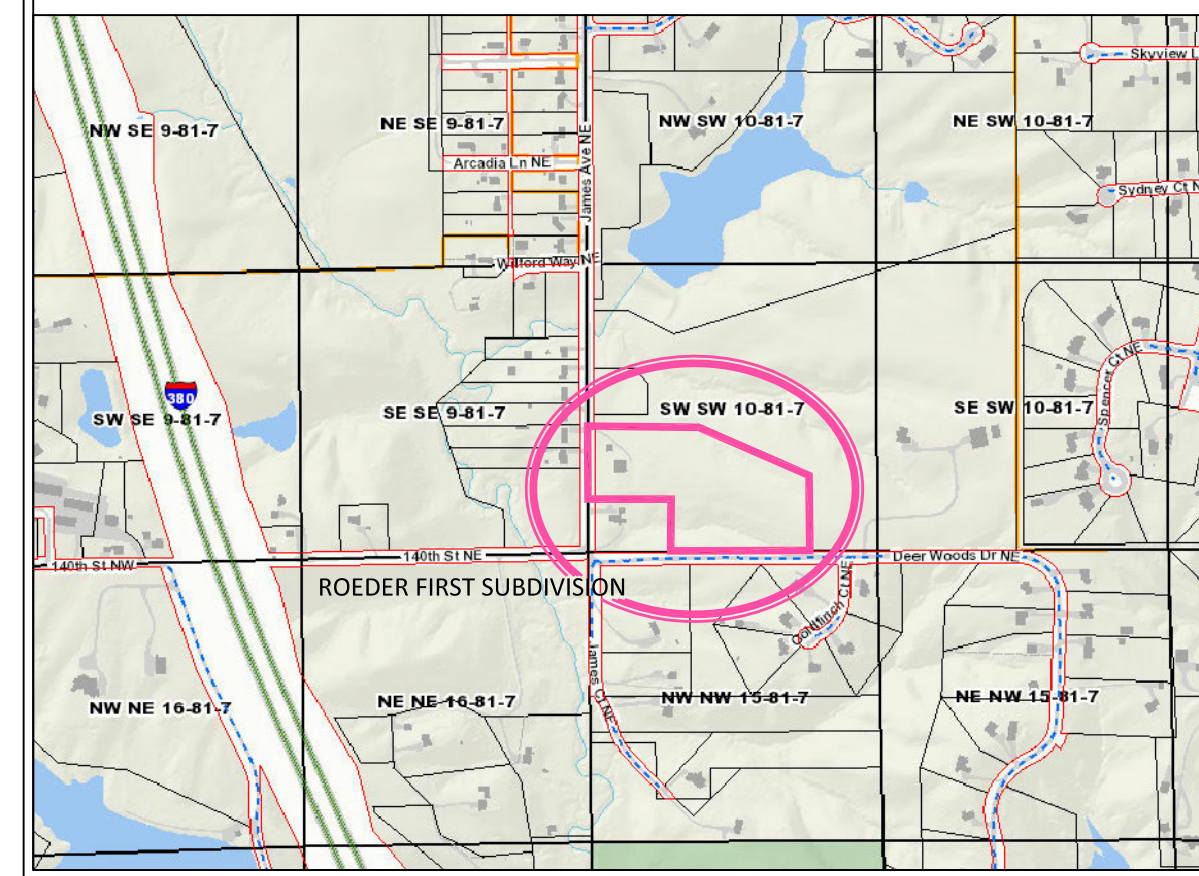 Skyview L
NW SE 9-81-7
NE SE 9-81-7
NW SW 10-81-7
NE SW 10-81-7
James Ave NE
Arcadia Ln NE
Sydney Ct N
Wilford Way NE
380
SW SE 9-81-7
SE SE 9-81-7
SW SW 10-81-7
SE SW 10-81-7
Spencer Ct NE
140th St NW
140th St NE
Deer Woods Dr NE
ROEDER FIRST SUBDIVISION
Goldfinch Ct NE
James Ct NE
NW NE 16-81-7
NE NE 16-81-7
NW NW 15-81-7
NE NW 15-81-7